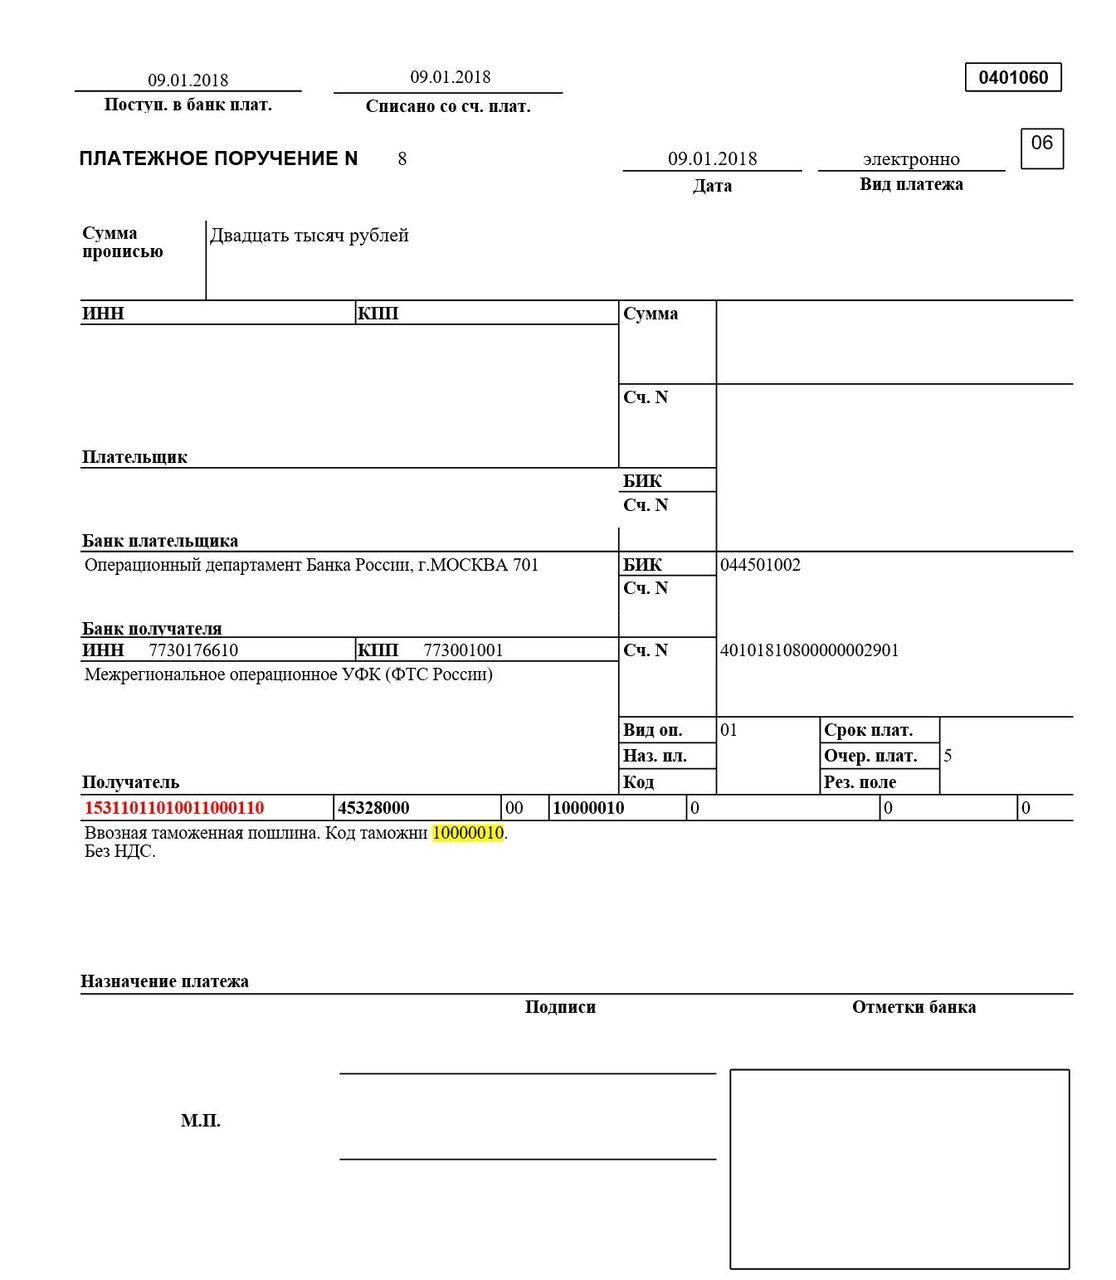 09.01.2018 09.01.2018 0401060
Поступ. в банк плат. Списано со сч. плат.
ПЛАТЕЖНОЕ ПОРУЧЕНИЕ N 8 09.01.2018 электронно 06
Дата Вид платежа
Сумма прописью Двадцать тысяч рублей
ИНН КПП Сумма
Сч. N
Плательщик
БИК
Сч. N
Банк плательщика
Операционный департамент Банка России, г.МОСКВА 701 БИК 044501002
Сч. N
Банк получателя
ИНН 7730176610 КПП 773001001 Сч. N 40101810800000002901
Межрегиональное операционное УФК (ФТС России)
Вид оп. 01 Срок плат.
Наз. пл. Очер. плат. 5
Получатель Код Рез. поле
15311011010011000110 45328000 00 10000010 0 0 0
Ввозная таможенная пошлина. Код таможни 10000010.
Без НДС.
Назначение платежа
Подписи Отметки банка
М.П.